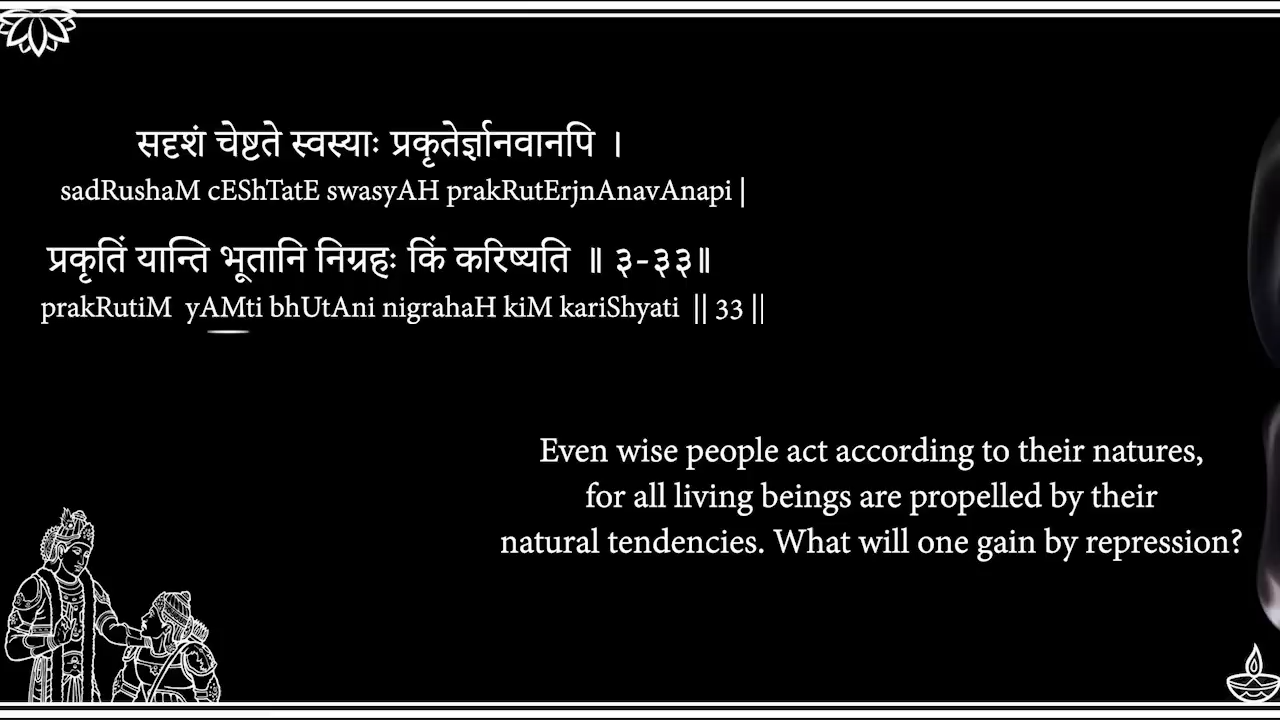 सदृशं चेष्टते स्वस्याः प्रकृतेर्ज्ञानवानपि ।
sadRushaM cEShTatE swasyAH prakRutErjnAnavAnapi |
प्रकृतिं यान्ति भूतानि निग्रहः किं करिष्यति ॥ ३-३३॥
prakRutiM yAMti bhUtAni nigrahaH kiM kariShyati || 33 ||
Even wise people act according to their natures,
for all living beings are propelled by their
natural tendencies. What will one gain by repression?